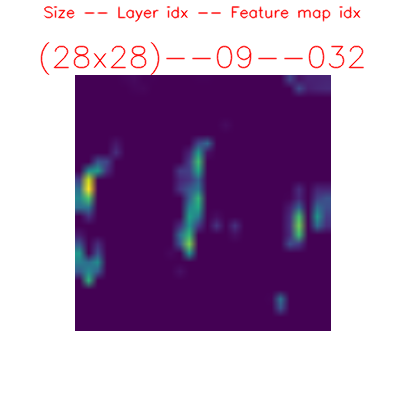 Size -- Layer idx -- Feature map idx
(28x28)--09--032